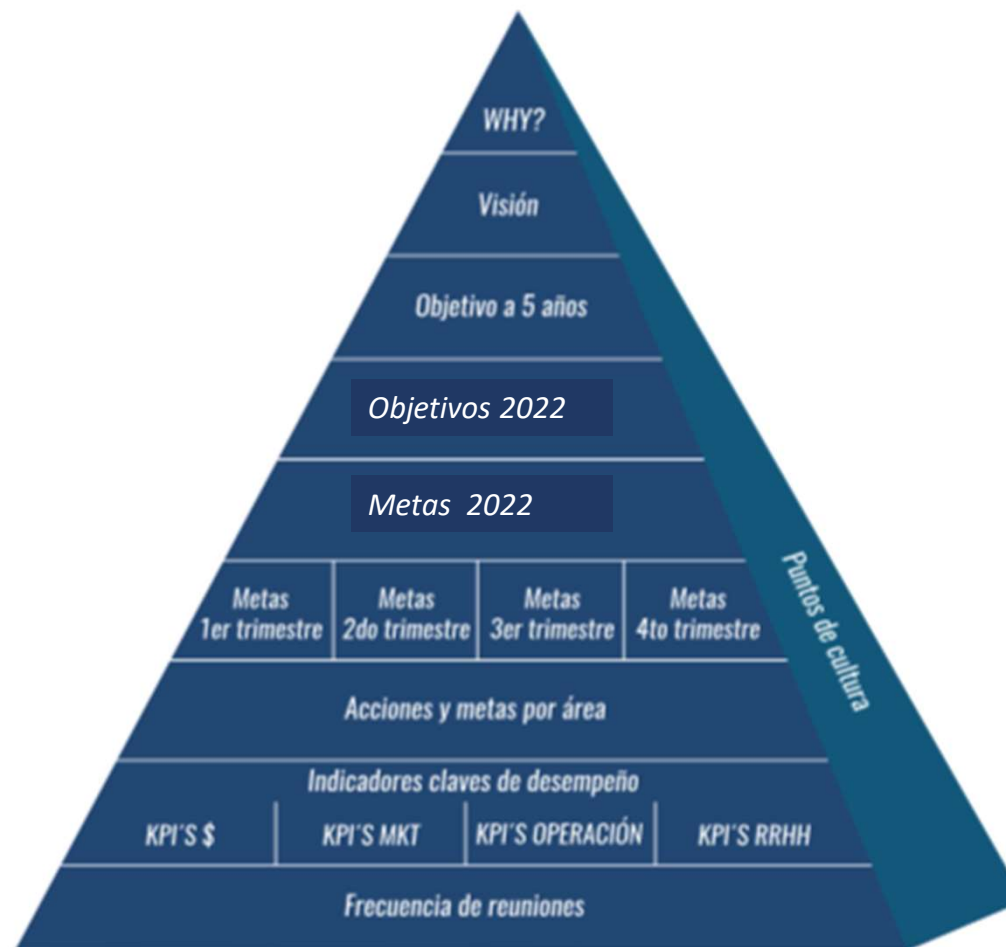 WHY?
Visión
Objetivo a 5 años
Objetivos 2022
Metas 2022
Metas
1er trimestre
Metas
2do trimestre
Metas
3er trimestre
Metas
4to trimestre
Acciones y metas por área
Indicadores claves de desempeño
KPI´S $
KPI´S MKT
KPI´S OPERACIÓN
KPI´S RRHH
Frecuencia de reuniones
Puntos de cultura